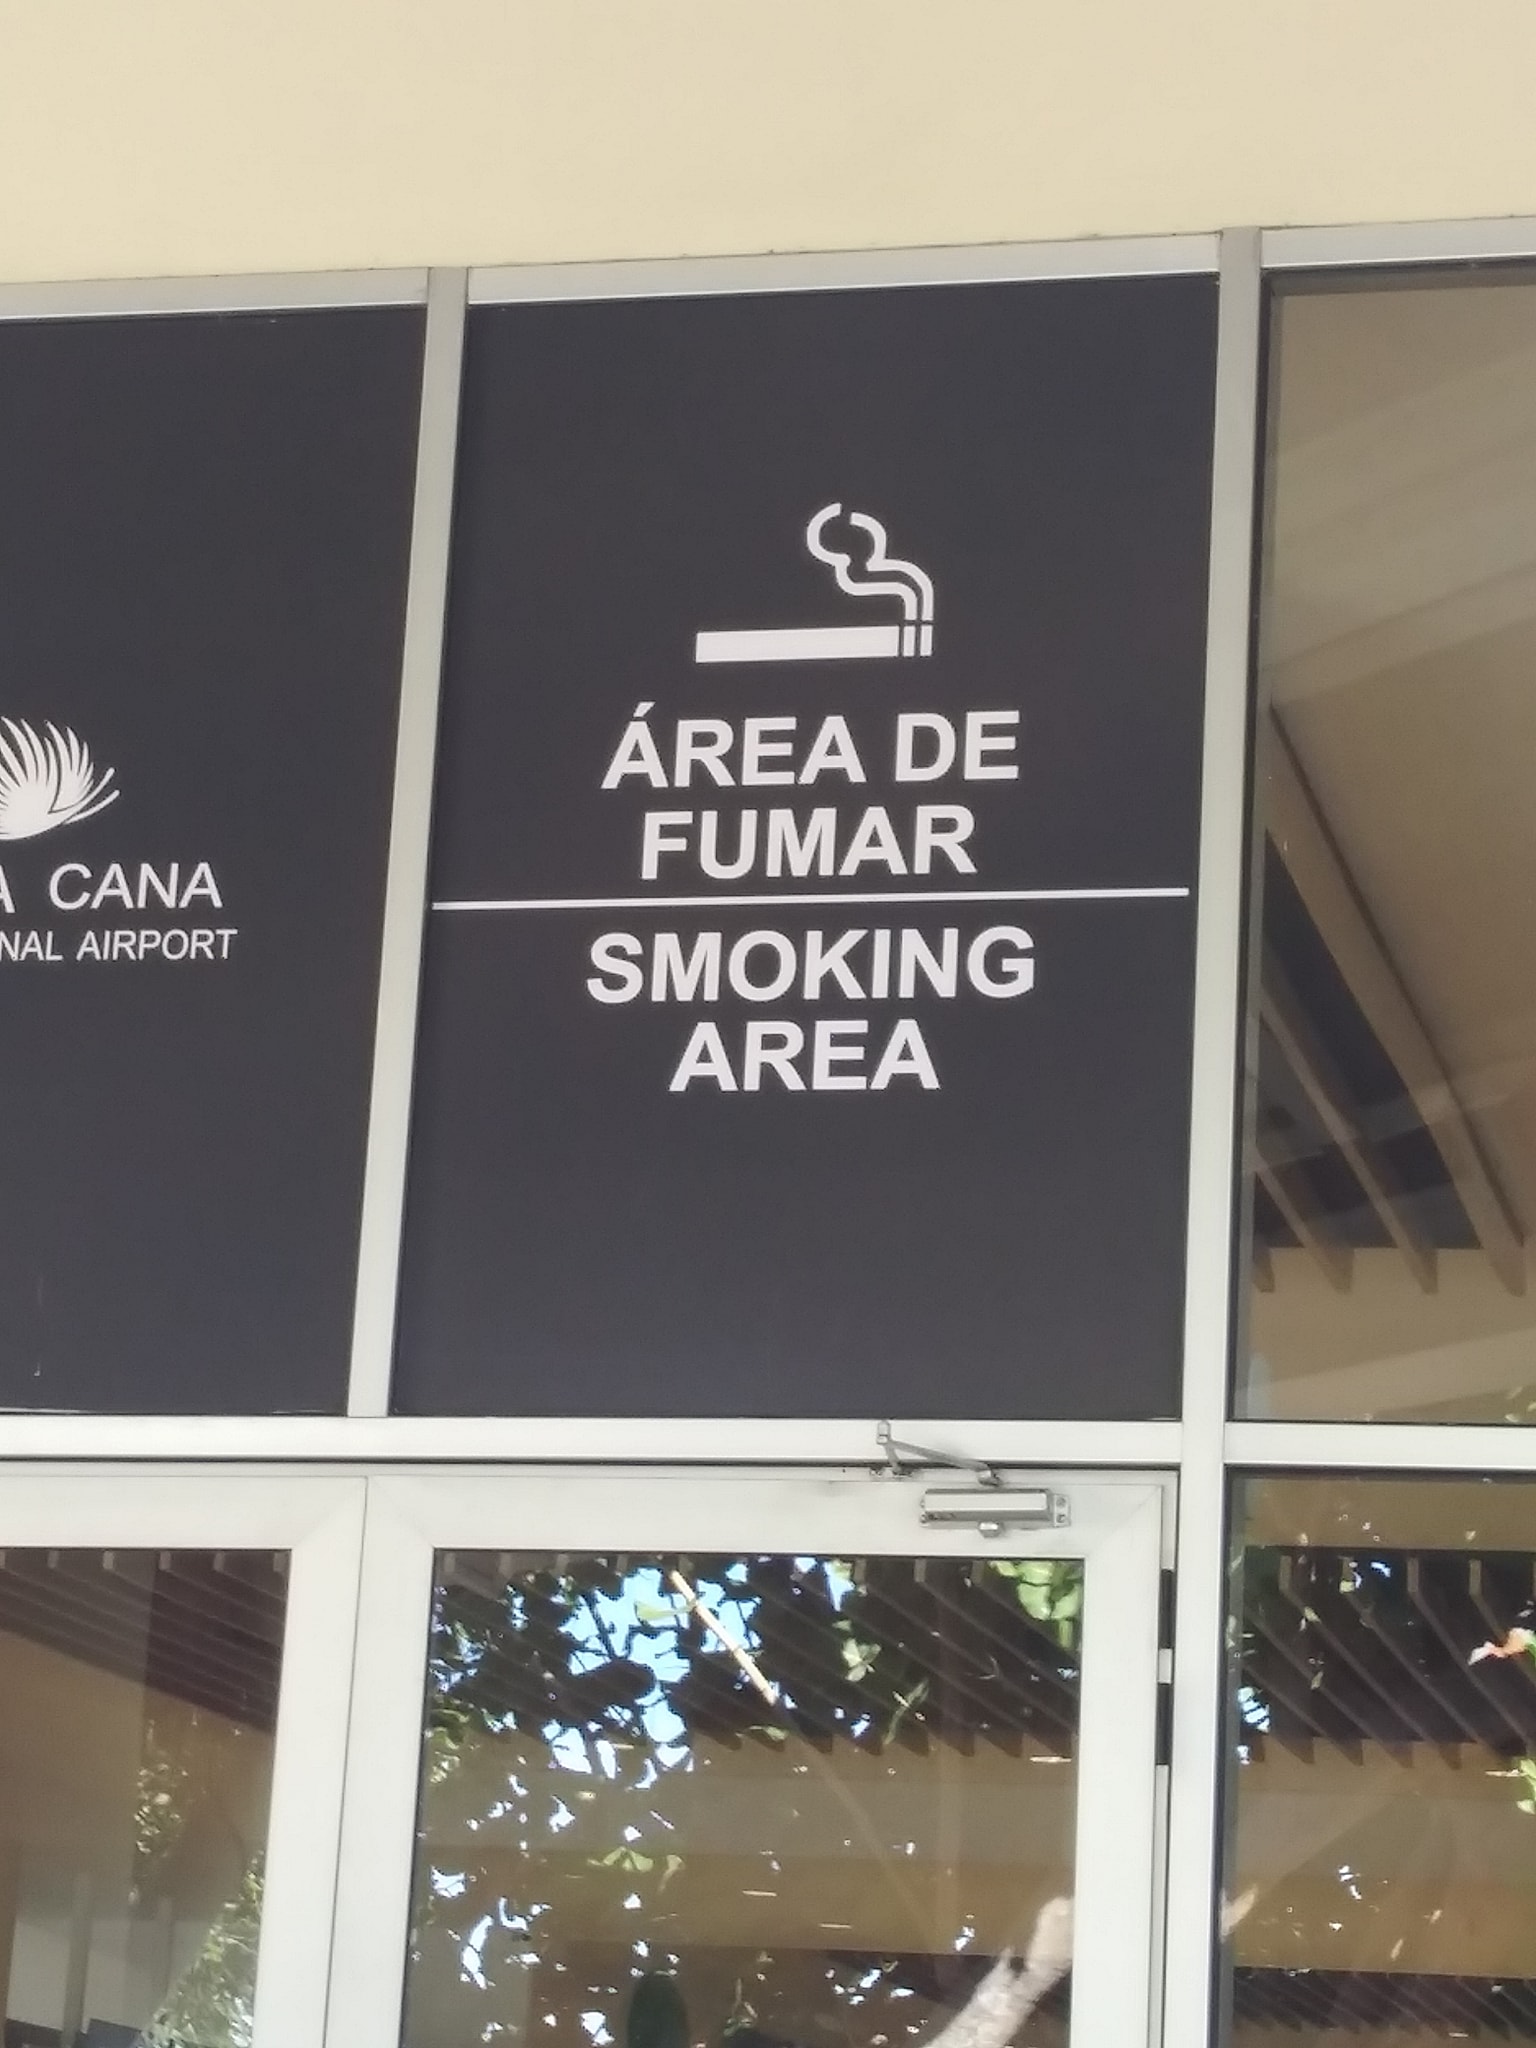 A CANA
NAL AIRPORT
ÁREA DE
FUMAR
SMOKING
AREA